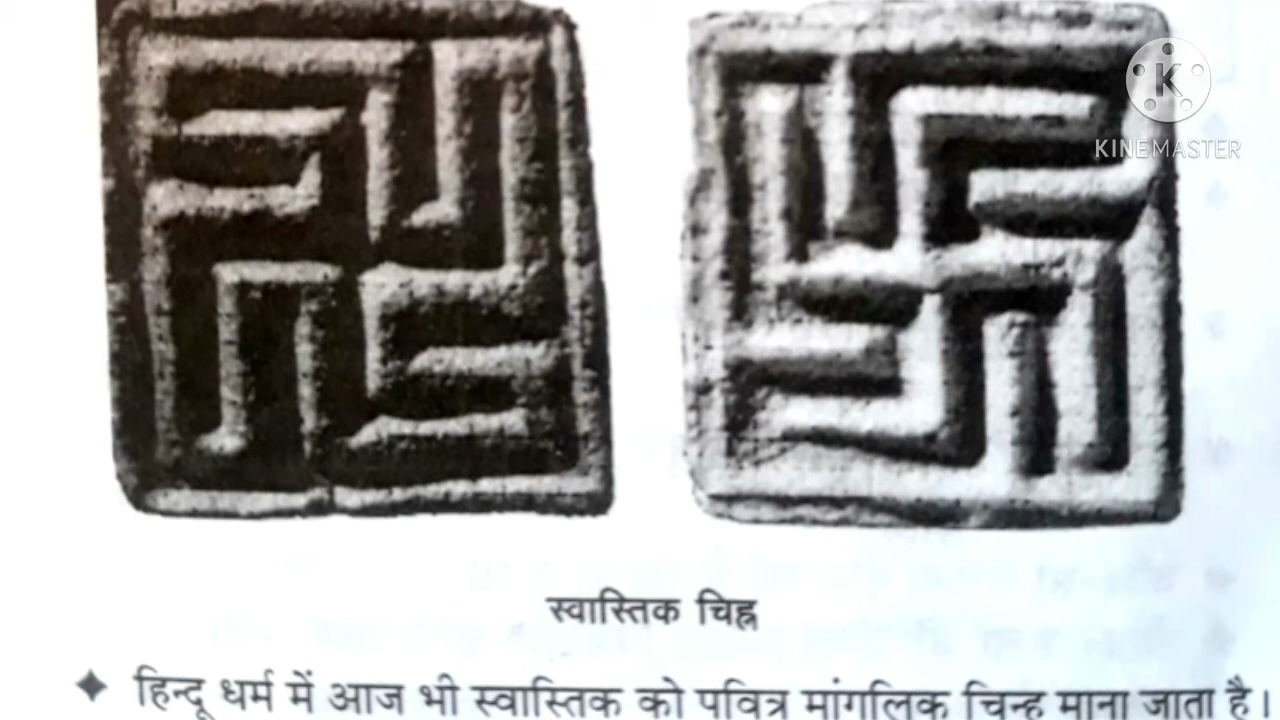 K
KINEMASTER
स्वास्तिक चिह्न
✦ हिन्दू धर्म में आज भी स्वास्तिक को पवित्र मांगलिक चिन्ह माना जाता है।